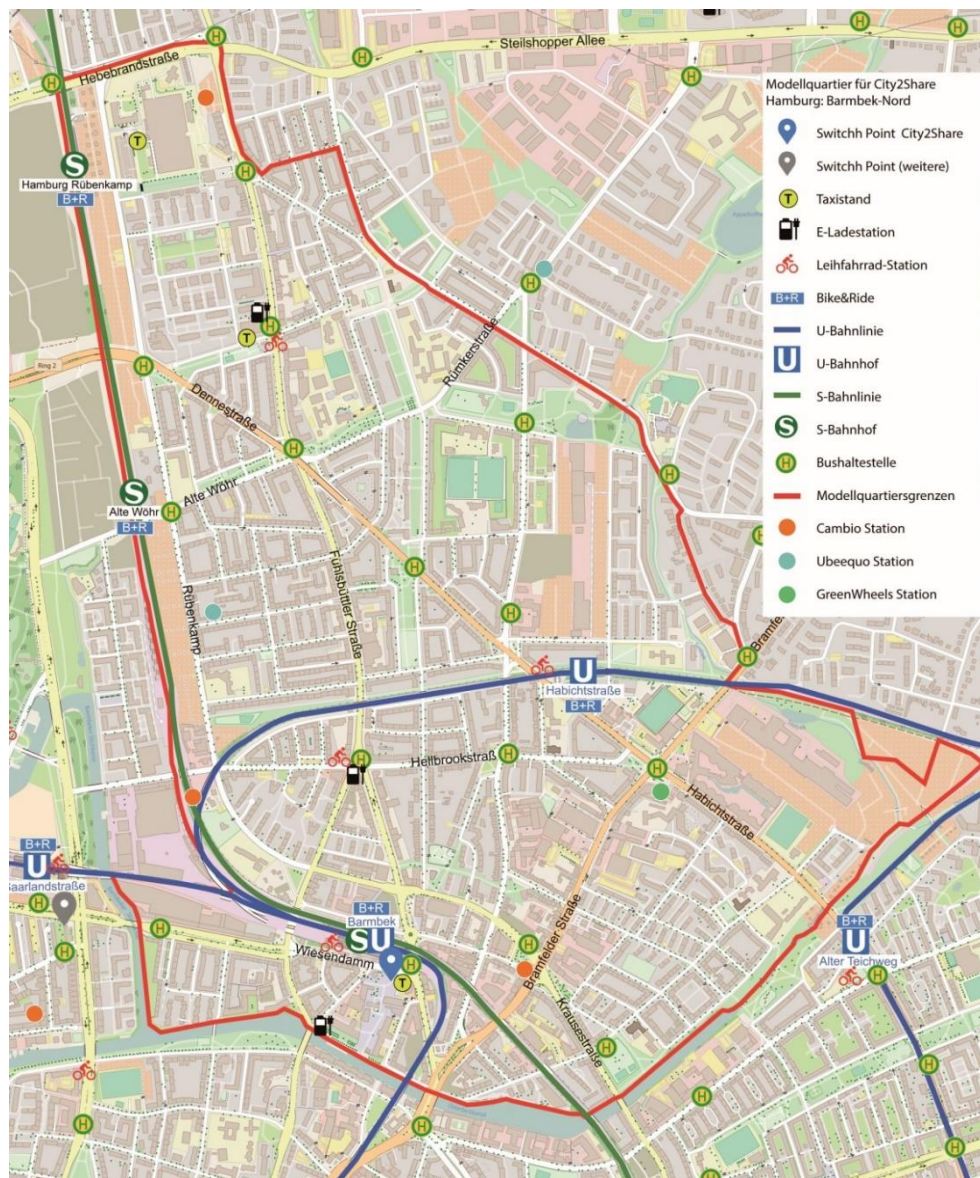 Steilshopper Allee
Hebebrandstraße
Modellquartier für City2Share
Hamburg: Barmbek-Nord
Switchh Point City2Share
Switchh Point (weitere)
T Taxistand
E-Ladestation
Leihfahrrad-Station
B+R Bike&Ride
U-Bahnlinie
U U-Bahnhof
S-Bahnlinie
S S-Bahnhof
H Bushaltestelle
Modellquartiersgrenzen
Cambio Station
Ubeequo Station
GreenWheels Station
S
Hamburg Rübenkamp
B+R
T
H
T
Ring 2
Rümkerstraße
Dennestraße
S
Alte Wöhr
B+R
Alte Wöhr
Rübenkamp
Fuhlsbüttler Straße
Bramfe
U
Habichtstraße
B+R
Hellbrookstraß
Habichtstraße
B+R
U
Saarlandstraße
B+R
Barmbek
S U
Wiesendamm
T
Bramfelder Straße
Krausestraße
B+R
U
Alter Teichweg